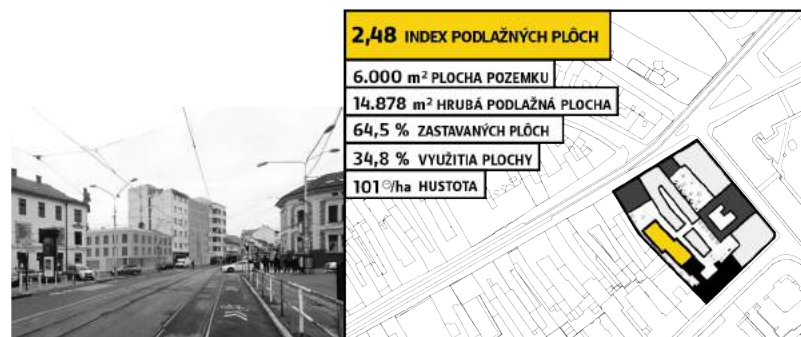 2,48 INDEX PODLAŽNÝCH PLÔCH
6.000 m² PLOCHA POZEMKU
14.878 m² HRUBÁ PODLAŽNÁ PLOCHA
64,5 % ZASTAVANÝCH PLÔCH
34,8 % VYUŽITIA PLOCHY
101 ☺/ha HUSTOTA